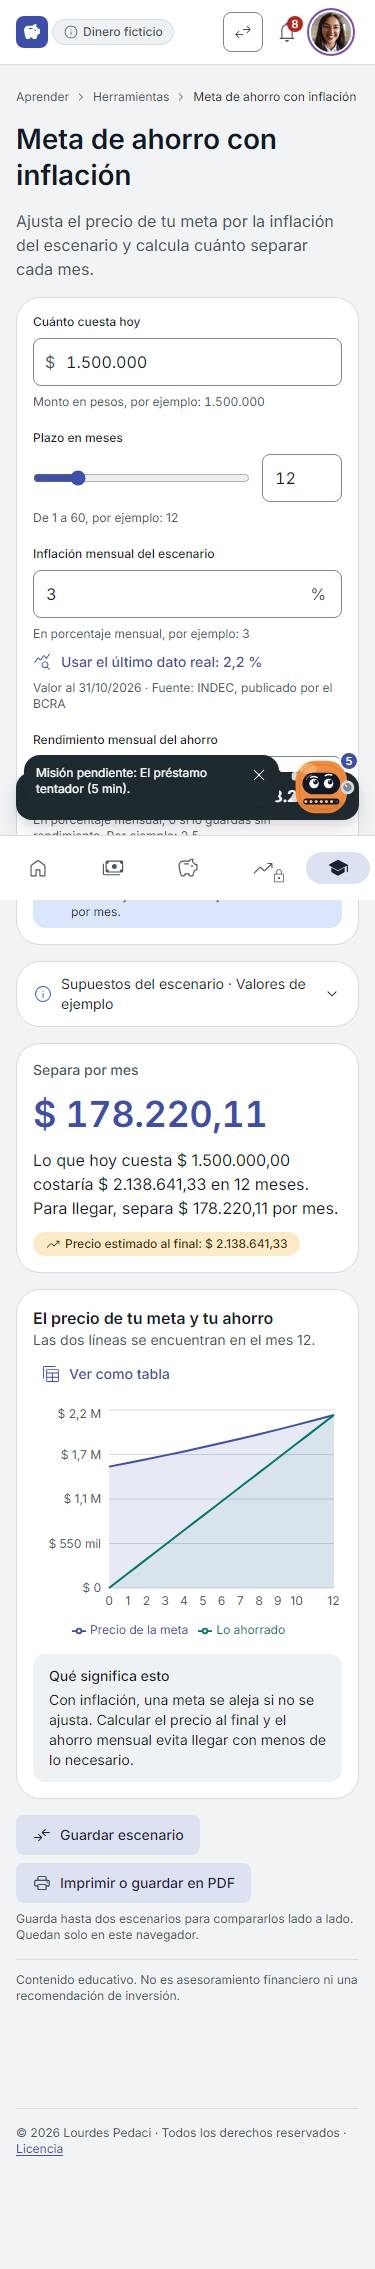 Dinero ficticio
8
Aprender > Herramientas > Meta de ahorro con inflación
Meta de ahorro con
inflación
Ajusta el precio de tu meta por la inflación
del escenario y calcula cuánto separar
cada mes.
Cuánto cuesta hoy
$ 1.500.000
Monto en pesos, por ejemplo: 1.500.000
Plazo en meses
12
De 1 a 60, por ejemplo: 12
Inflación mensual del escenario
3 %
En porcentaje mensual, por ejemplo: 3
Usar el último dato real: 2,2 %
Valor al 31/10/2026 · Fuente: INDEC, publicado por el
BCRA
Rendimiento mensual del ahorro
5
Misión pendiente: El préstamo
tentador (5 min).
En porcentaje mensual, 0 si lo guardas sin
rendimiento. Por ejemplo: 2,5
por mes.
Supuestos del escenario · Valores de
ejemplo
Separa por mes
$ 178.220,11
Lo que hoy cuesta $ 1.500.000,00
costaría $ 2.138.641,33 en 12 meses.
Para llegar, separa $ 178.220,11 por mes.
Precio estimado al final: $ 2.138.641,33
El precio de tu meta y tu ahorro
Las dos líneas se encuentran en el mes 12.
Ver como tabla
$ 2,2 M
$ 1,7 M
$ 1,1 M
$ 550 mil
$ 0
0 1 2 3 4 5 6 7 8 9 10 12
Precio de la meta Lo ahorrado
Qué significa esto
Con inflación, una meta se aleja si no se
ajusta. Calcular el precio al final y el
ahorro mensual evita llegar con menos de
lo necesario.
Guardar escenario
Imprimir o guardar en PDF
Guarda hasta dos escenarios para compararlos lado a lado.
Quedan solo en este navegador.
Contenido educativo. No es asesoramiento financiero ni una
recomendación de inversión.
© 2026 Lourdes Pedaci · Todos los derechos reservados ·
Licencia